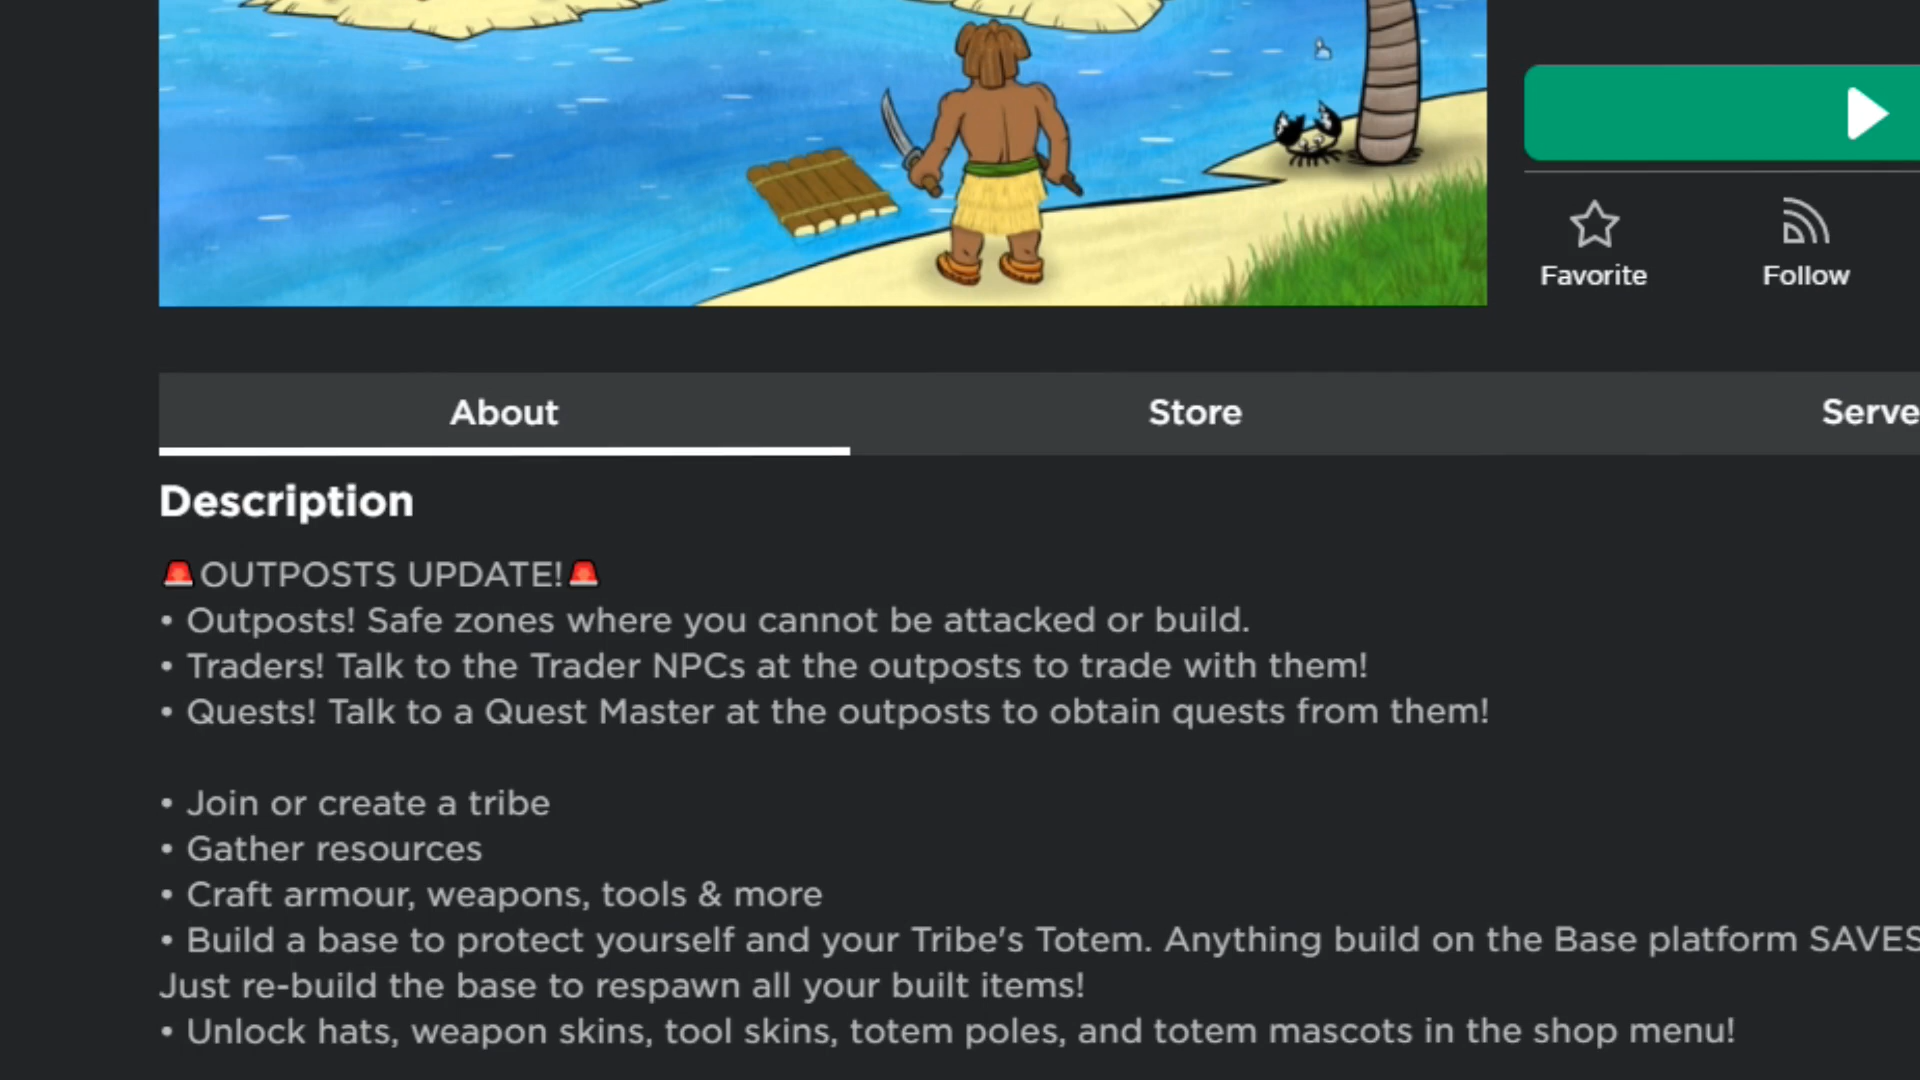 Favorite
Follow
About
Store
Serve
Description
🚨OUTPOSTS UPDATE!🚨
• Outposts! Safe zones where you cannot be attacked or build.
• Traders! Talk to the Trader NPCs at the outposts to trade with them!
• Quests! Talk to a Quest Master at the outposts to obtain quests from them!
• Join or create a tribe
• Gather resources
• Craft armour, weapons, tools & more
• Build a base to protect yourself and your Tribe's Totem. Anything build on the Base platform SAVES
Just re-build the base to respawn all your built items!
• Unlock hats, weapon skins, tool skins, totem poles, and totem mascots in the shop menu!